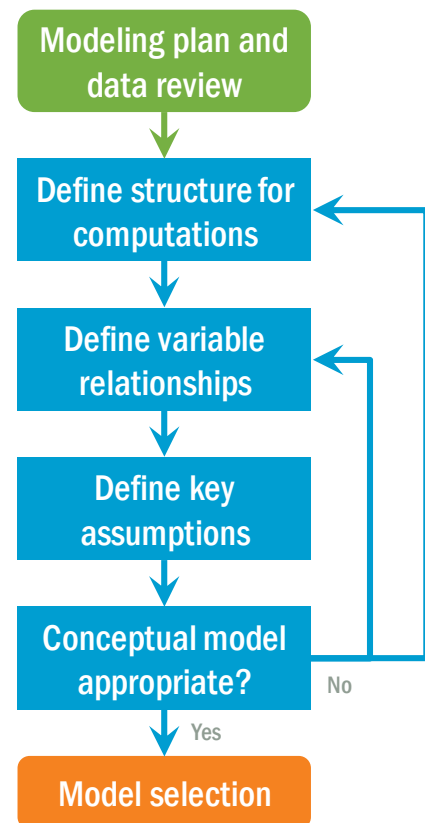 Modeling plan and
data review
Define structure for
computations
Define variable
relationships
Define key
assumptions
Conceptual model
appropriate?
No
Yes
Model selection